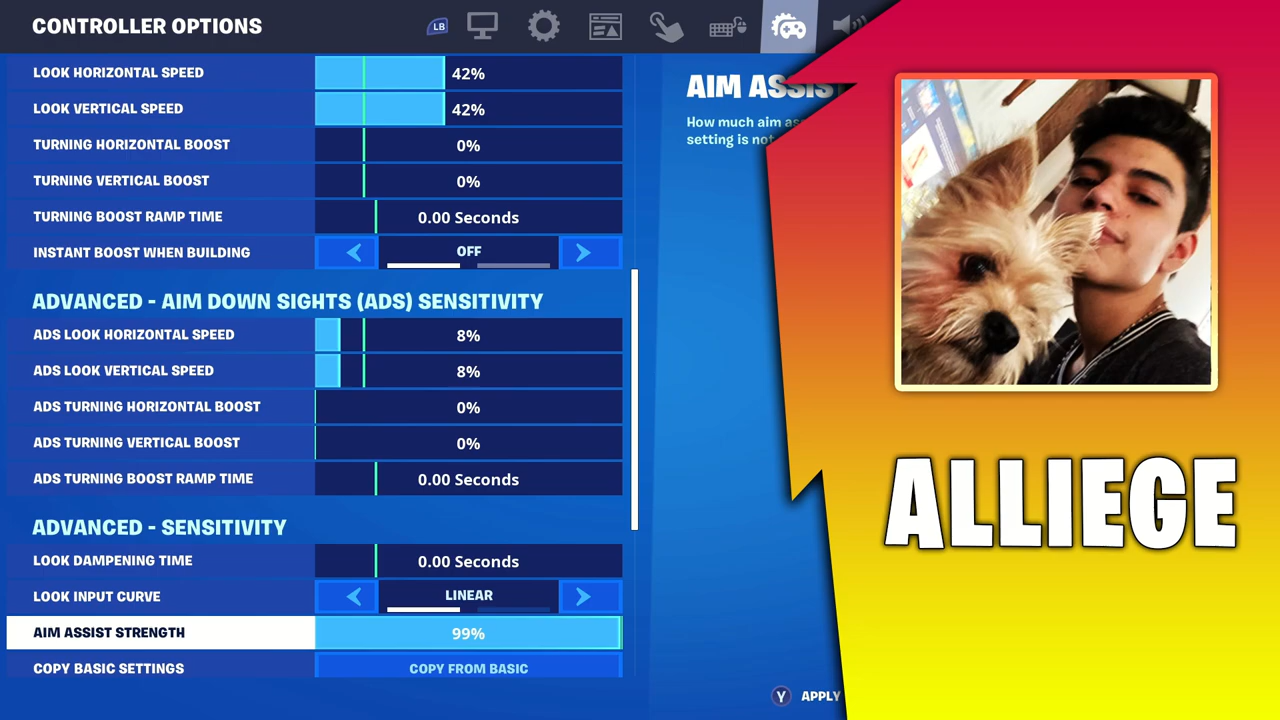 CONTROLLER OPTIONS
LB
LOOK HORIZONTAL SPEED 42%
LOOK VERTICAL SPEED 42%
TURNING HORIZONTAL BOOST 0%
TURNING VERTICAL BOOST 0%
TURNING BOOST RAMP TIME 0.00 Seconds
INSTANT BOOST WHEN BUILDING OFF
ADVANCED - AIM DOWN SIGHTS (ADS) SENSITIVITY
ADS LOOK HORIZONTAL SPEED 8%
ADS LOOK VERTICAL SPEED 8%
ADS TURNING HORIZONTAL BOOST 0%
ADS TURNING VERTICAL BOOST 0%
ADS TURNING BOOST RAMP TIME 0.00 Seconds
ADVANCED - SENSITIVITY
LOOK DAMPENING TIME 0.00 Seconds
LOOK INPUT CURVE LINEAR
AIM ASSIST STRENGTH 99%
COPY BASIC SETTINGS COPY FROM BASIC
AIM ASSIS
How much aim as
setting is not
Y APPLY
ALLIEGE